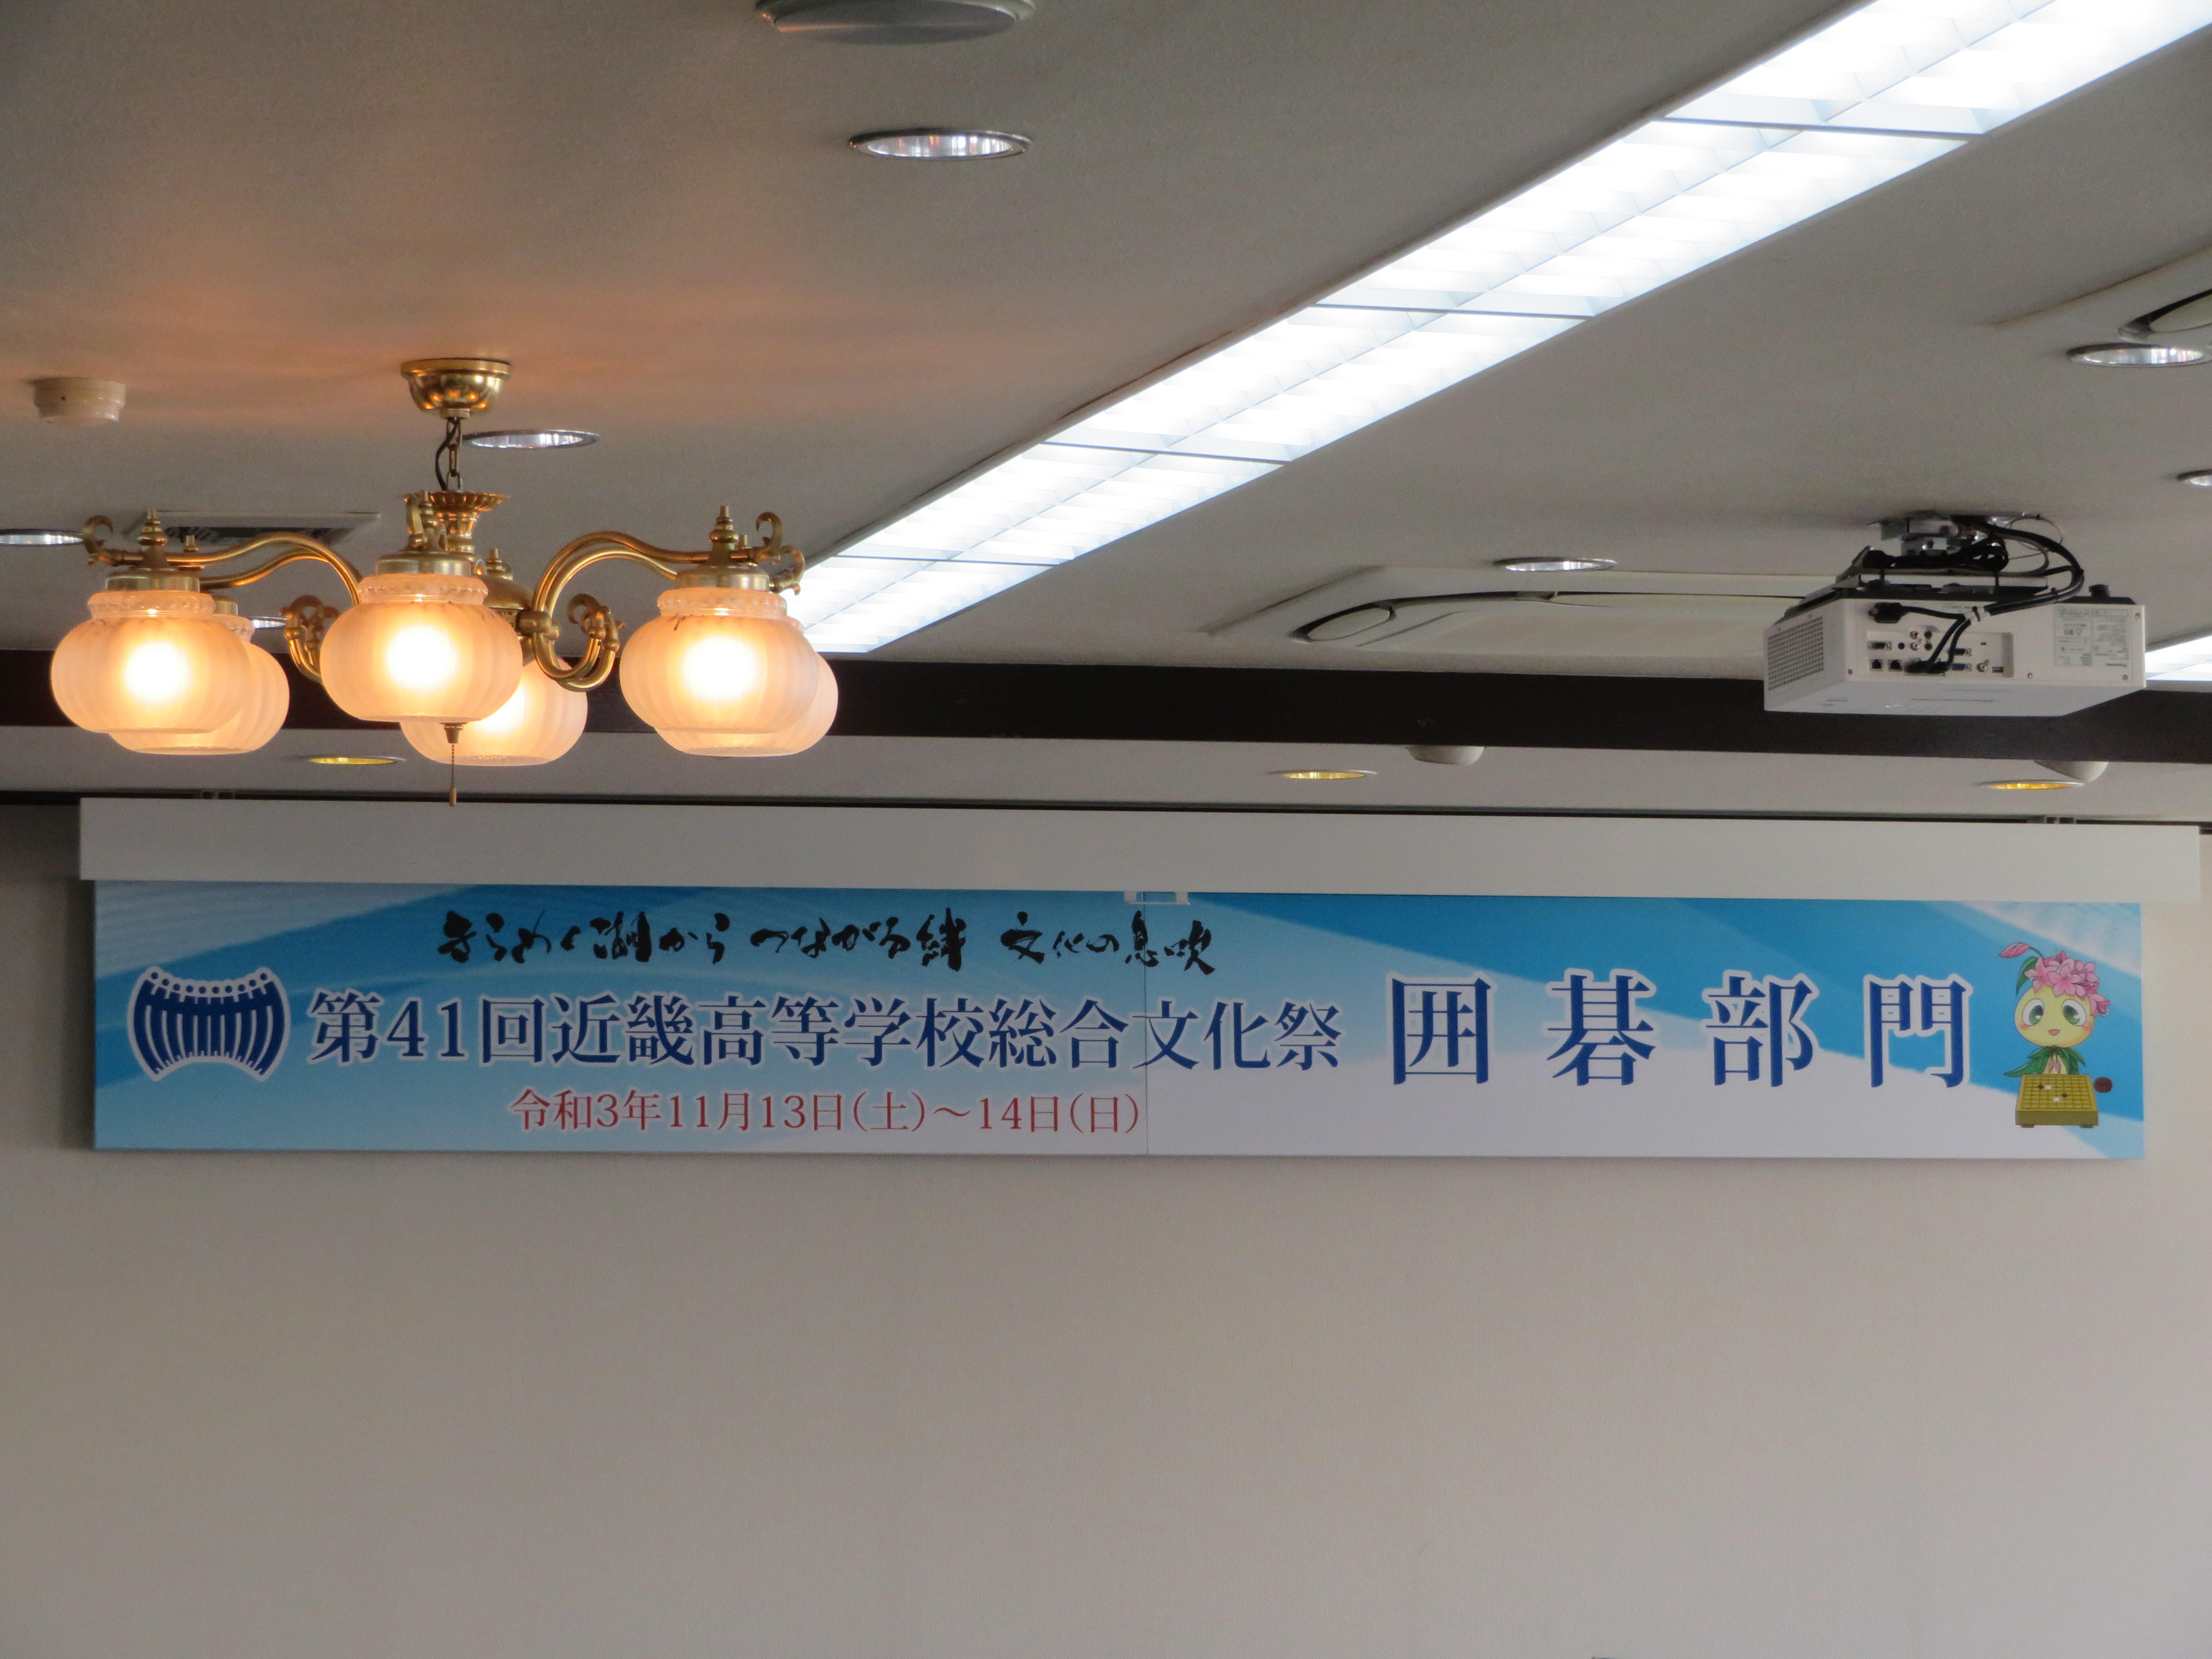 きらめく湖から つながる絆 文化の息吹
第41回近畿高等学校総合文化祭 囲碁部門
令和3年11月13日(土)～14日(日)